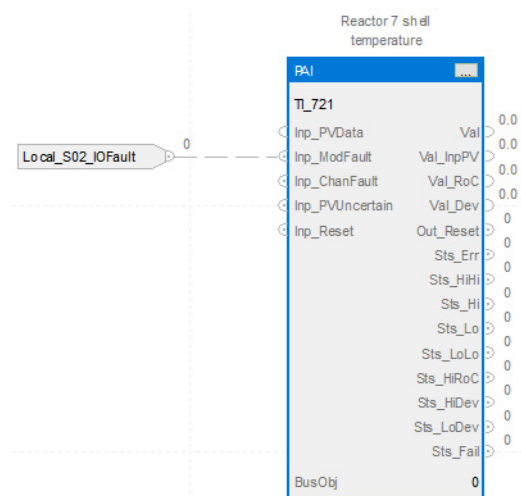 Reactor 7 shell
temperature
PAI ...
TI_721
0.0
Inp_PVData Val
0 0.0
Local_S02_IOFault Inp_ModFault Val_InpPV
0.0
Inp_ChanFault Val_RoC
0.0
Inp_PVUncertain Val_Dev
0
Inp_Reset Out_Reset
0
Sts_Err
0
Sts_HiHi
0
Sts_Hi
0
Sts_Lo
0
Sts_LoLo
0
Sts_HiRoC
0
Sts_HiDev
0
Sts_LoDev
0
Sts_Fail
BusObj 0